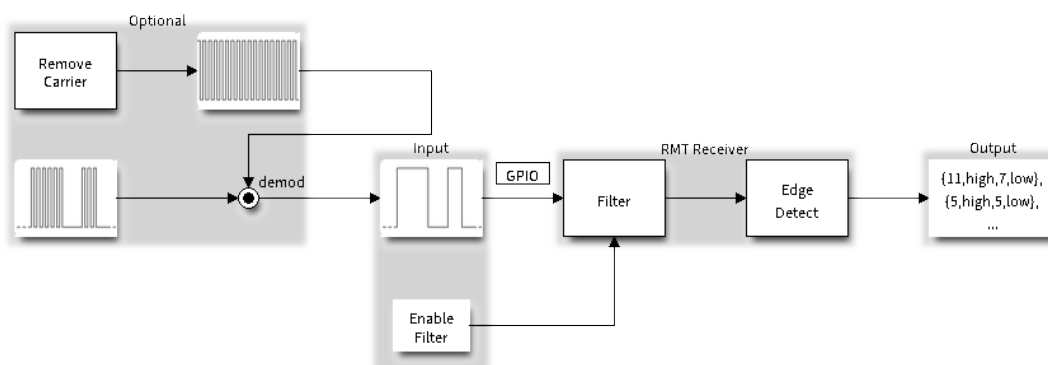 Optional
Remove
Carrier
demod
Input
GPIO
Enable
Filter
RMT Receiver
Filter
Edge
Detect
Output
{11,high,7,low},
{5,high,5,low},
...